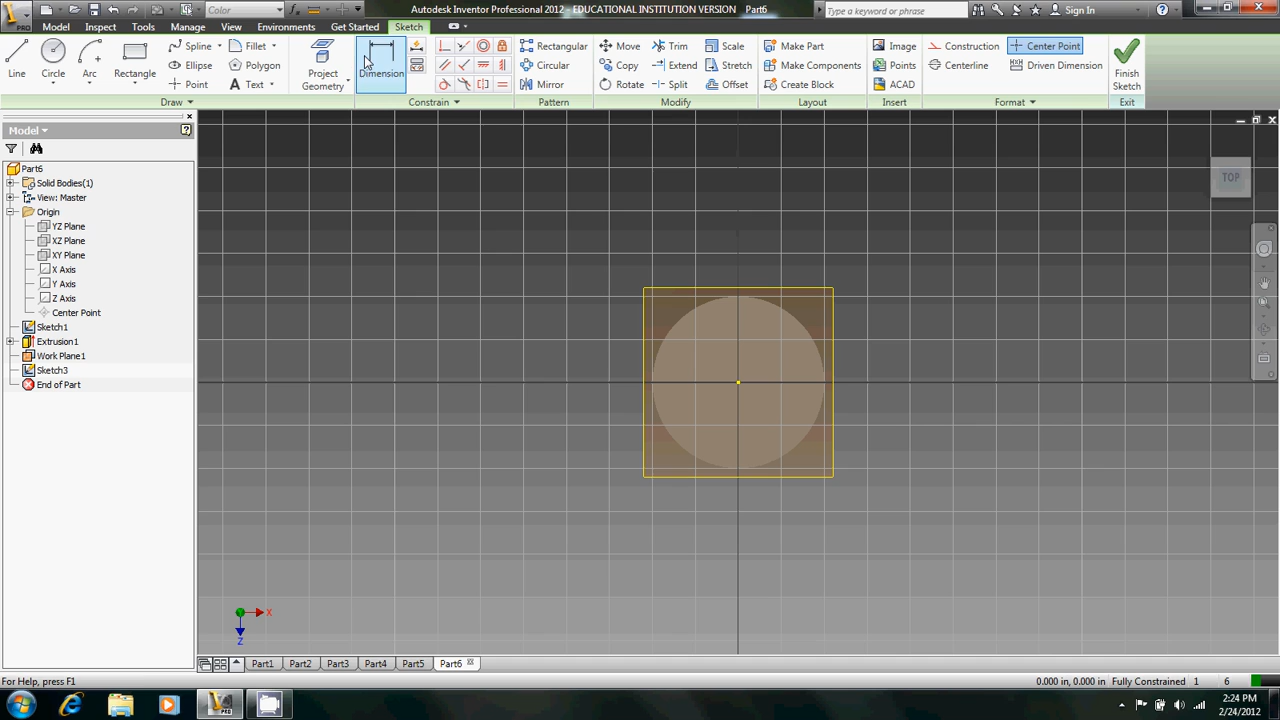 Color
Autodesk Inventor Professional 2012 - EDUCATIONAL INSTITUTION VERSION Part6
Type a keyword or phrase
Sign In
PRO
Model Inspect Tools Manage View Environments Get Started Sketch
Line Circle Arc Rectangle
Spline Fillet
Ellipse Polygon
Point Text
Project Geometry
Dimension
Rectangular
Circular
Mirror
Move Trim Scale
Copy Extend Stretch
Rotate Split Offset
Make Part
Make Components
Create Block
Image
Points
ACAD
Construction Center Point
Centerline Driven Dimension
Finish Sketch
Draw Constrain Pattern Modify Layout Insert Format Exit
Model
Part6
Solid Bodies(1)
View: Master
Origin
YZ Plane
XZ Plane
XY Plane
X Axis
Y Axis
Z Axis
Center Point
Sketch1
Extrusion1
Work Plane1
Sketch3
End of Part
TOP
X
Z
Part1 Part2 Part3 Part4 Part5 Part6
For Help, press F1
0.000 in, 0.000 in Fully Constrained 1 6
PRO
2:24 PM
2/24/2012